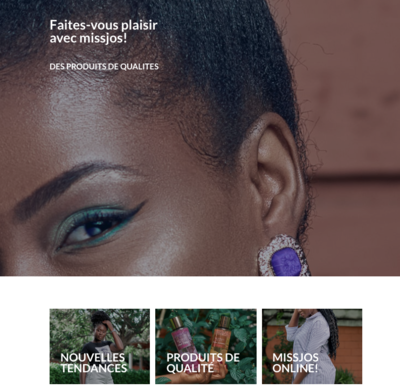 Faites-vous plaisir
avec missjos!
DES PRODUITS DE QUALITES
NOUVELLES
TENDANCES
PRODUITS DE
QUALITÉ
MISSJOS
ONLINE!